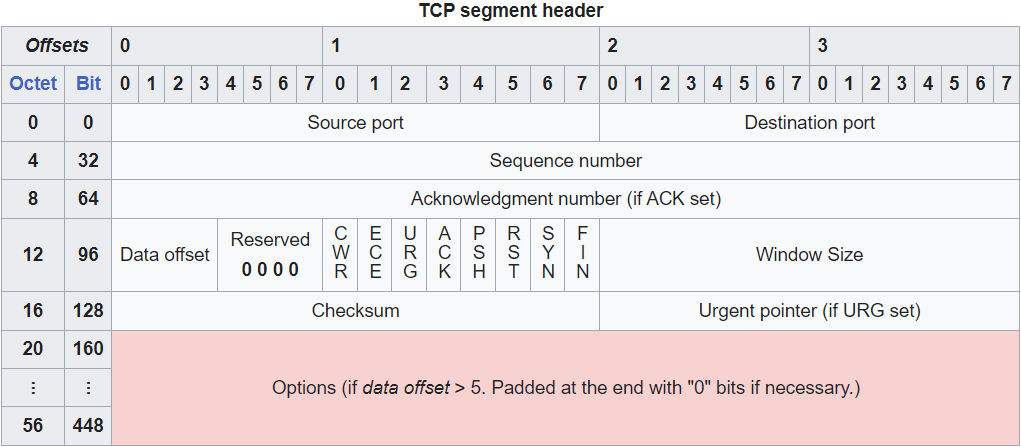 TCP segment header
Offsets 0 1 2 3
Octet Bit 0 1 2 3 4 5 6 7 0 1 2 3 4 5 6 7 0 1 2 3 4 5 6 7 0 1 2 3 4 5 6 7
0 0 Source port Destination port
4 32 Sequence number
8 64 Acknowledgment number (if ACK set)
12 96 Data offset Reserved 0 0 0 0 CWR ECE URG ACK PSH RST SYN FIN Window Size
16 128 Checksum Urgent pointer (if URG set)
20 160
⋮ ⋮ Options (if data offset > 5. Padded at the end with "0" bits if necessary.)
56 448